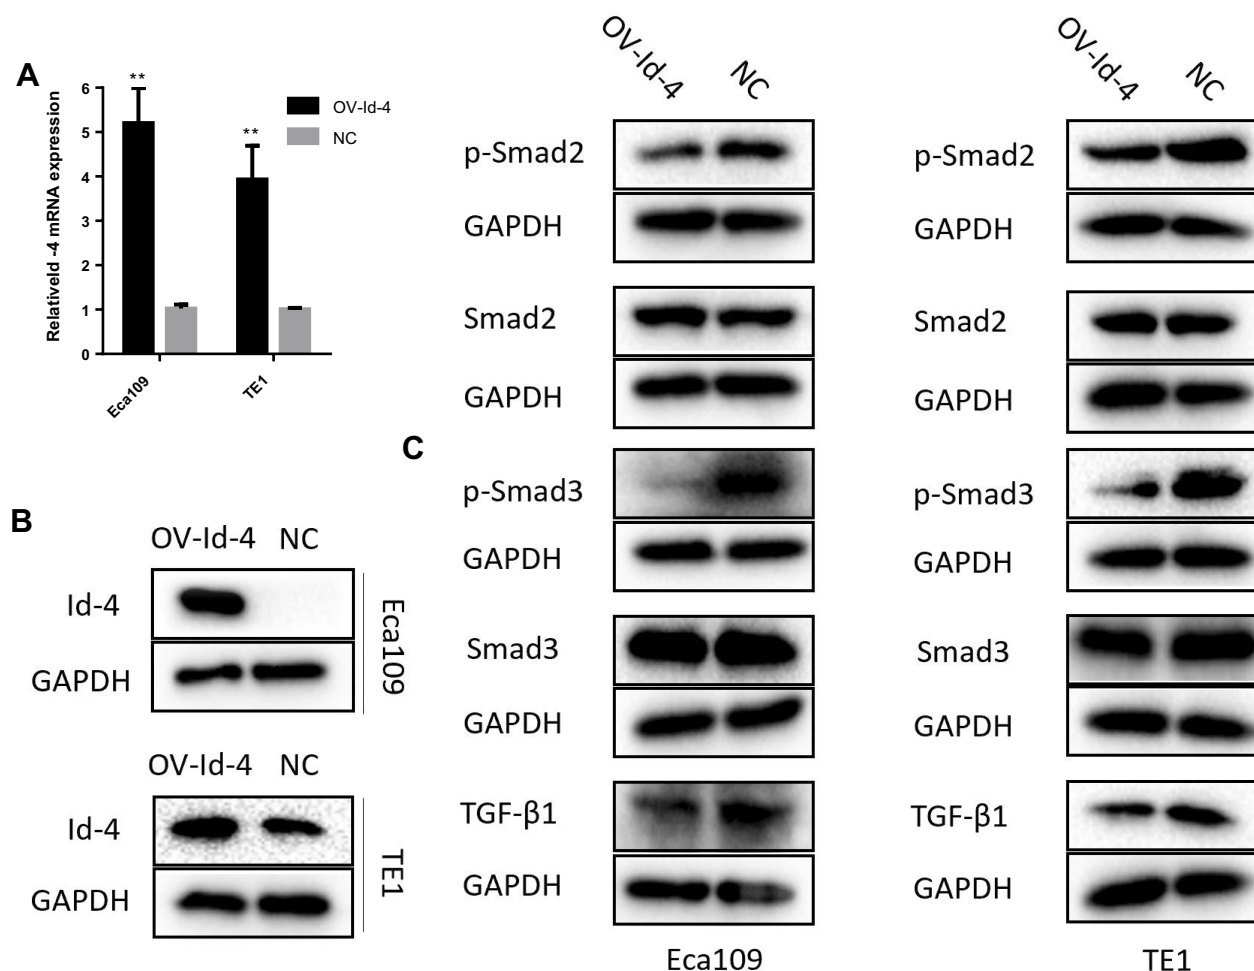 A
Relative​Id -4 mRNA expression
6
5
4
3
2
1
0
**
**
OV-Id-4
NC
Eca109
TE1
B
OV-Id-4 NC
Id-4
GAPDH
Eca109
OV-Id-4 NC
Id-4
GAPDH
TE1
C
OV-Id-4 NC
p-Smad2
GAPDH
Smad2
GAPDH
p-Smad3
GAPDH
Smad3
GAPDH
TGF-β1
GAPDH
Eca109
OV-Id-4 NC
p-Smad2
GAPDH
Smad2
GAPDH
p-Smad3
GAPDH
Smad3
GAPDH
TGF-β1
GAPDH
TE1